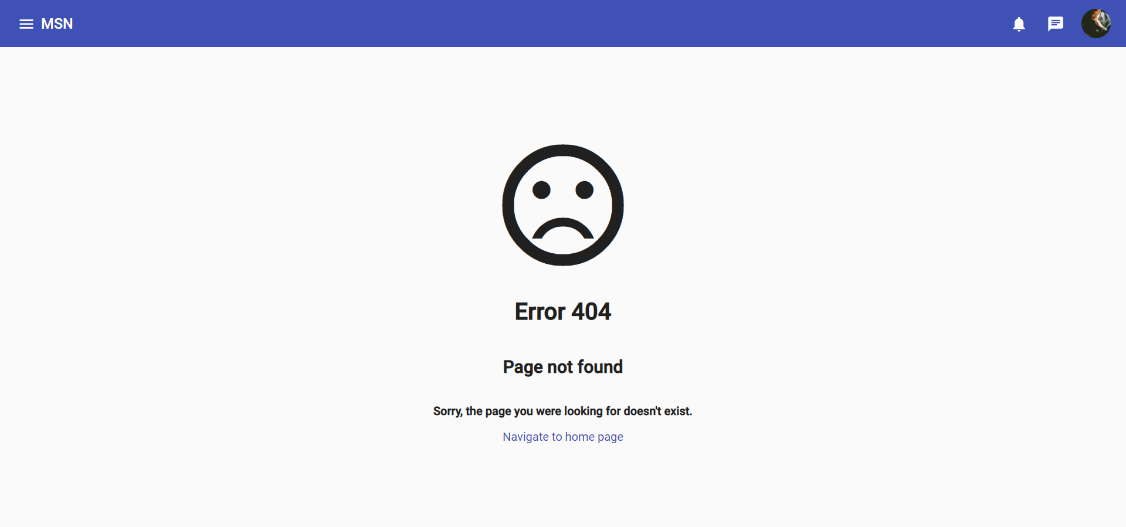 MSN
Error 404
Page not found
Sorry, the page you were looking for doesn't exist.
Navigate to home page